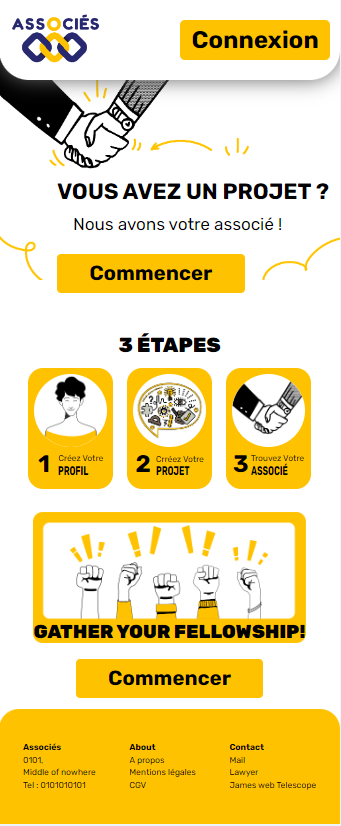 ASSOCIÉS
Connexion
VOUS AVEZ UN PROJET ?
Nous avons votre associé !
Commencer
3 ÉTAPES
1 Crréez Votre
PROFIL
2 Crréez Votre
PROJET
3 Trouvez Votre
ASSOCIÉ
GATHER YOUR FELLOWSHIP!
Commencer
Associés
0101,
Middle of nowhere
Tel : 0101010101
About
A propos
Mentions légales
CGV
Contact
Mail
Lawyer
James web Telescope